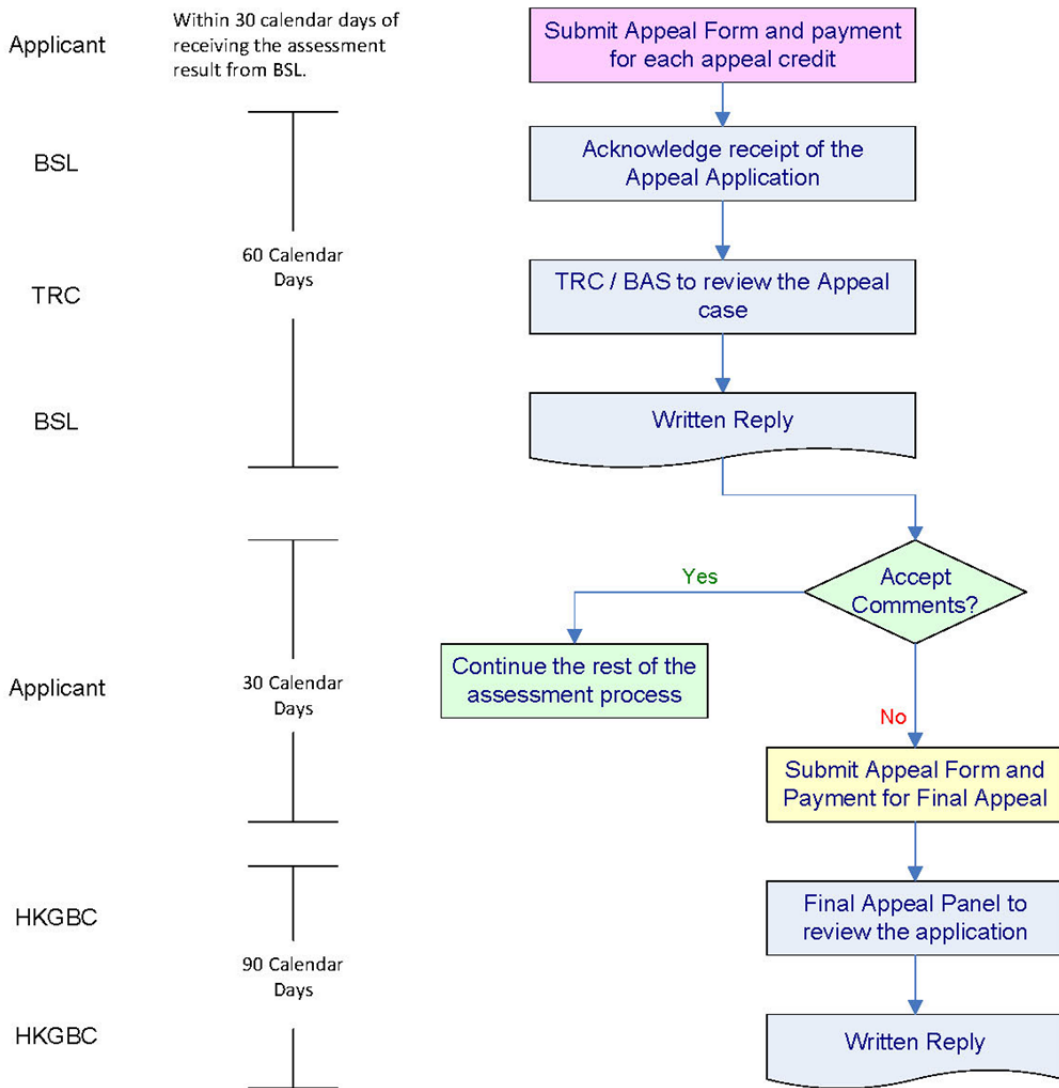 Applicant
Within 30 calendar days of
receiving the assessment
result from BSL.
Submit Appeal Form and payment
for each appeal credit
BSL
Acknowledge receipt of the
Appeal Application
60 Calendar
Days
TRC
TRC / BAS to review the Appeal
case
BSL
Written Reply
Accept
Comments?
Yes
Continue the rest of the
assessment process
Applicant
30 Calendar
Days
No
Submit Appeal Form and
Payment for Final Appeal
HKGBC
Final Appeal Panel to
review the application
90 Calendar
Days
HKGBC
Written Reply